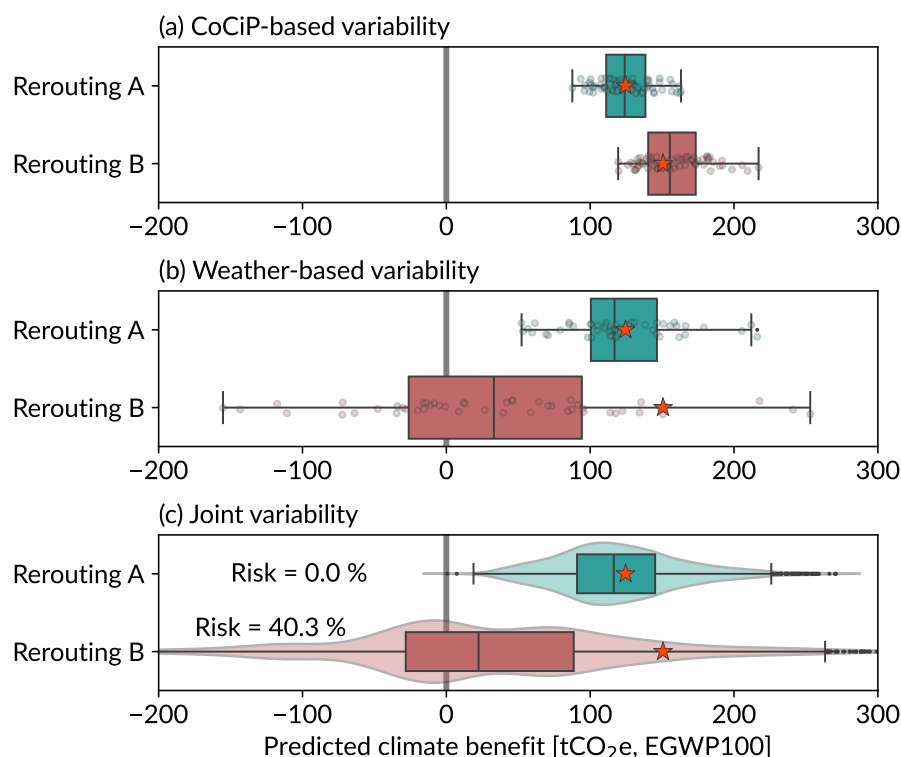 (a) CoCiP-based variability
Rerouting A
Rerouting B
−200 −100 0 100 200 300
(b) Weather-based variability
Rerouting A
Rerouting B
−200 −100 0 100 200 300
(c) Joint variability
Rerouting A
Risk = 0.0 %
Risk = 40.3 %
Rerouting B
−200 −100 0 100 200 300
Predicted climate benefit [tCO₂e, EGWP100]